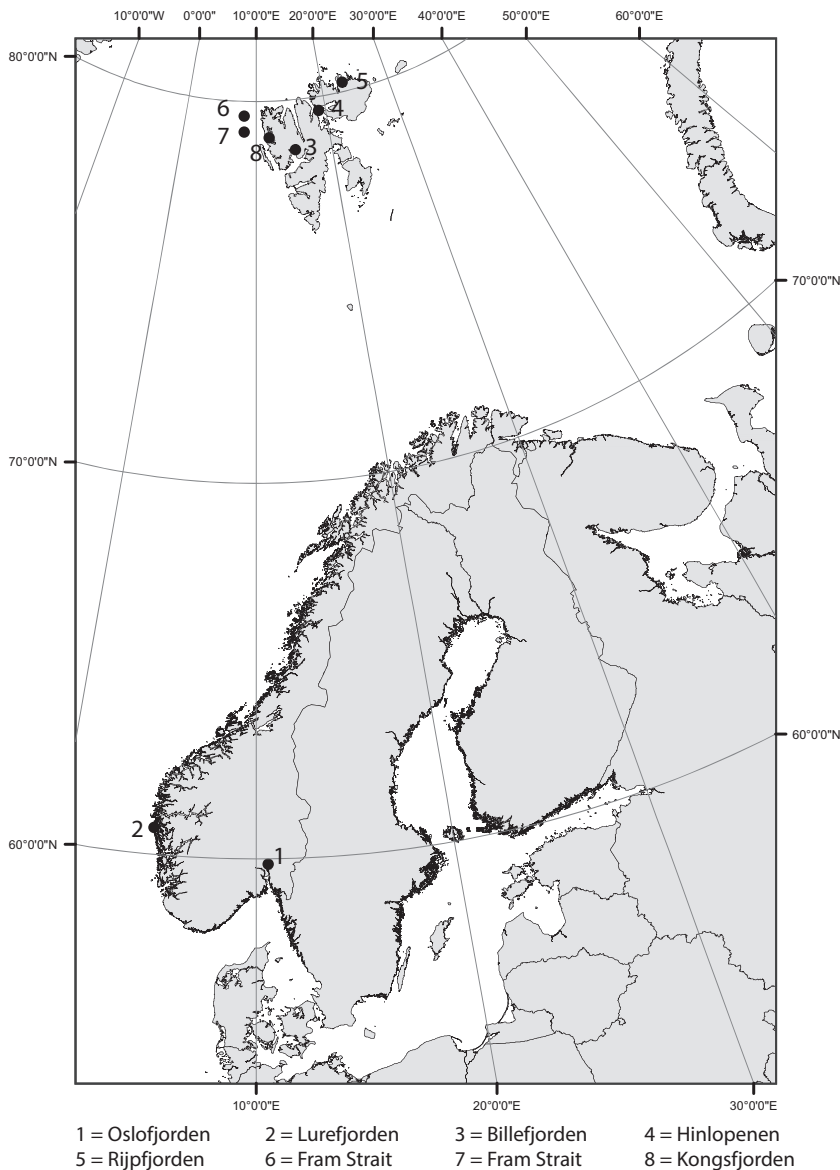 10°0'0"W 0°0'0" 10°0'0"E 20°0'0"E 30°0'0"E 40°0'0"E 50°0'0"E 60°0'0"E
80°0'0"N
5
6 4
7
8 3
70°0'0"N
70°0'0"N
60°0'0"N
2
60°0'0"N 1
10°0'0"E 20°0'0"E 30°0'0"E
1 = Oslofjorden 2 = Lurefjorden 3 = Billefjorden 4 = Hinlopenen
5 = Rijpfjorden 6 = Fram Strait 7 = Fram Strait 8 = Kongsfjorden